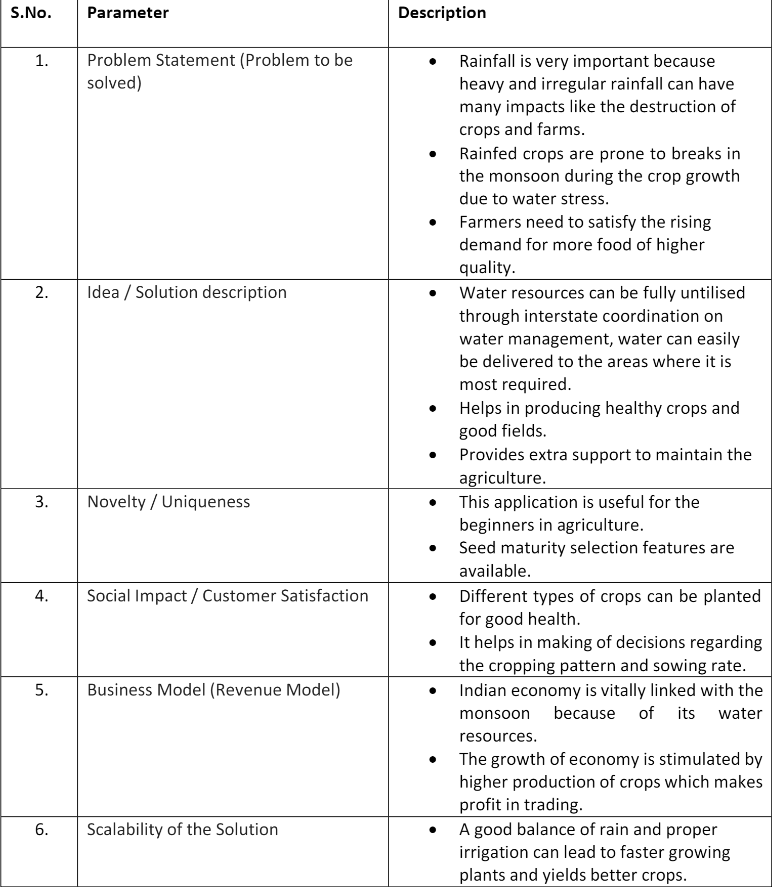 S.No. Parameter Description
1. Problem Statement (Problem to be
solved)
• Rainfall is very important because
heavy and irregular rainfall can have
many impacts like the destruction of
crops and farms.
• Rainfed crops are prone to breaks in
the monsoon during the crop growth
due to water stress.
• Farmers need to satisfy the rising
demand for more food of higher
quality.
2. Idea / Solution description
• Water resources can be fully untilised
through interstate coordination on
water management, water can easily
be delivered to the areas where it is
most required.
• Helps in producing healthy crops and
good fields.
• Provides extra support to maintain the
agriculture.
3. Novelty / Uniqueness
• This application is useful for the
beginners in agriculture.
• Seed maturity selection features are
available.
4. Social Impact / Customer Satisfaction
• Different types of crops can be planted
for good health.
• It helps in making of decisions regarding
the cropping pattern and sowing rate.
5. Business Model (Revenue Model)
• Indian economy is vitally linked with the
monsoon because of its water
resources.
• The growth of economy is stimulated by
higher production of crops which makes
profit in trading.
6. Scalability of the Solution
• A good balance of rain and proper
irrigation can lead to faster growing
plants and yields better crops.